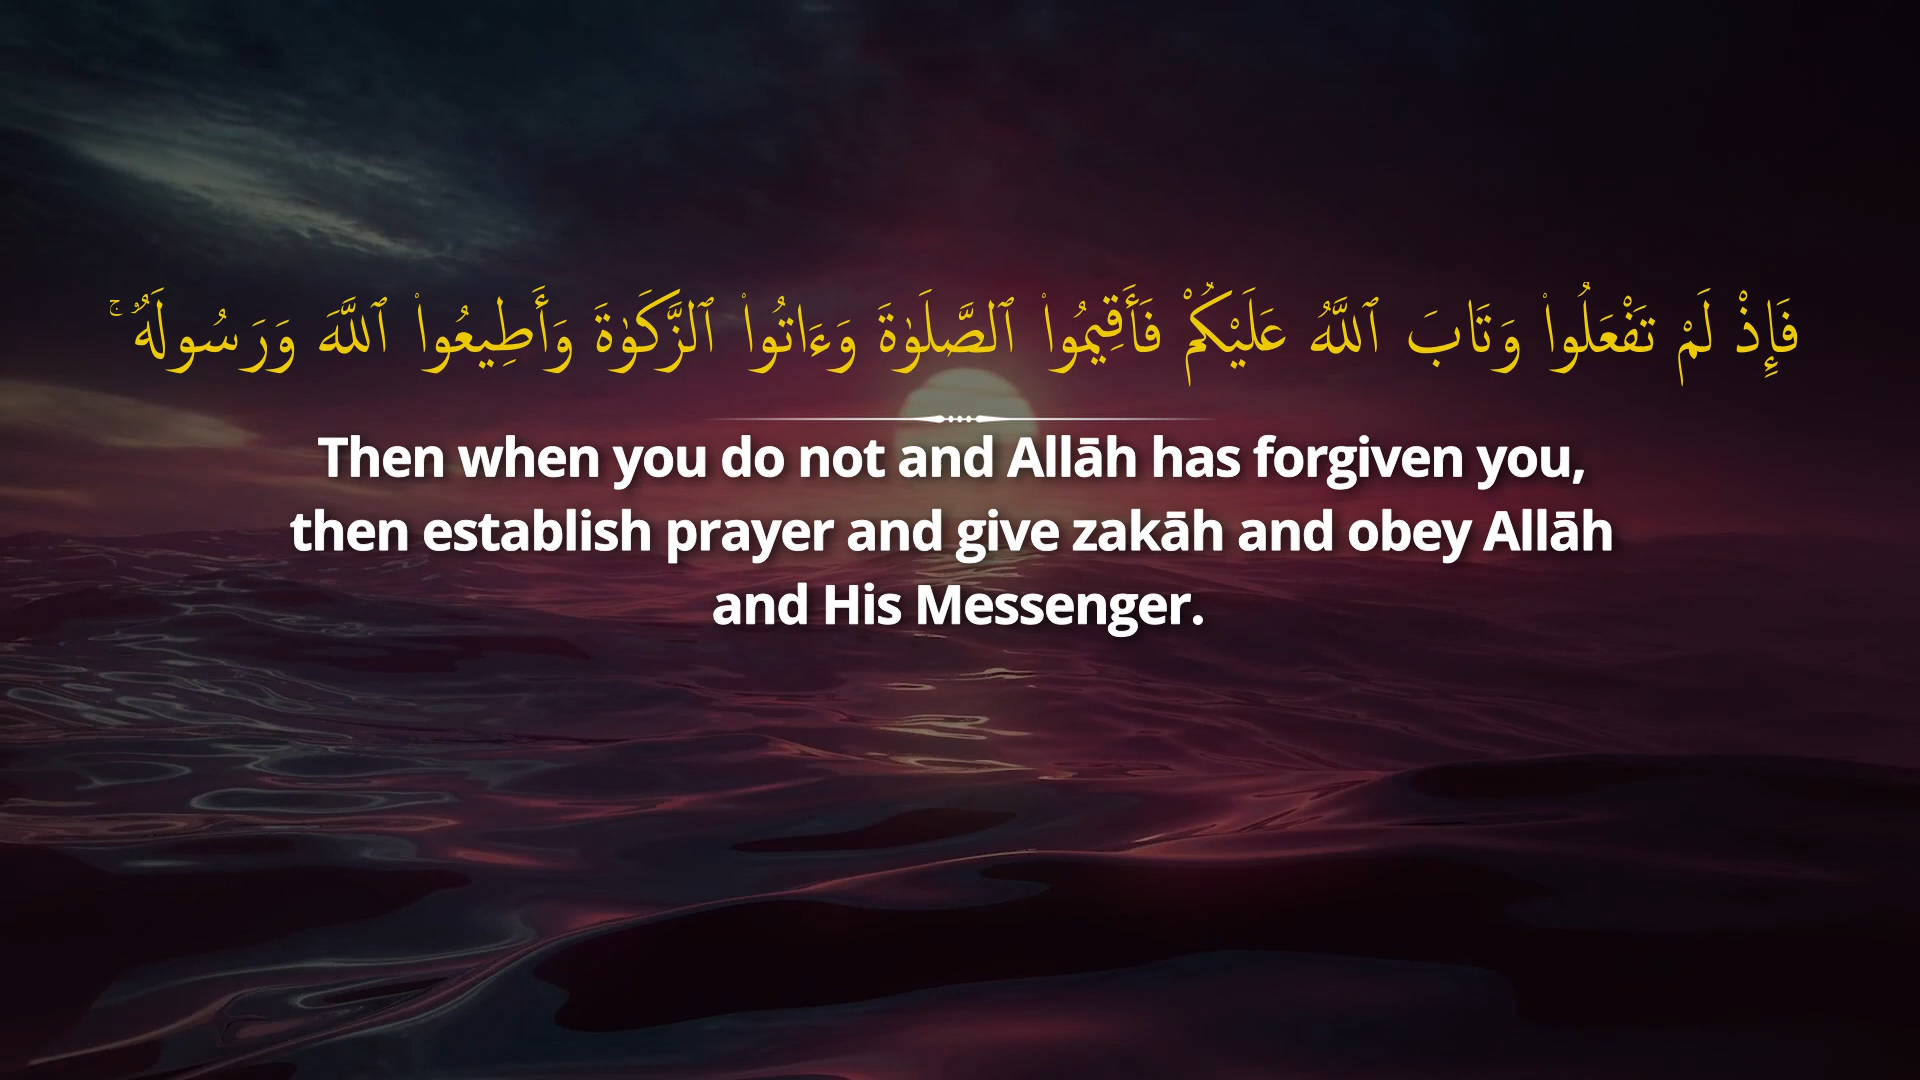 فَإِذْ لَمْ تَفْعَلُوا۟ وَتَابَ ٱللَّهُ عَلَيْكُمْ فَأَقِيمُوا۟ ٱلصَّلَوٰةَ وَءَاتُوا۟ ٱلزَّكَوٰةَ وَأَطِيعُوا۟ ٱللَّهَ وَرَسُولَهُۥ ۚ
Then when you do not and Allāh has forgiven you,
then establish prayer and give zakāh and obey Allāh
and His Messenger.